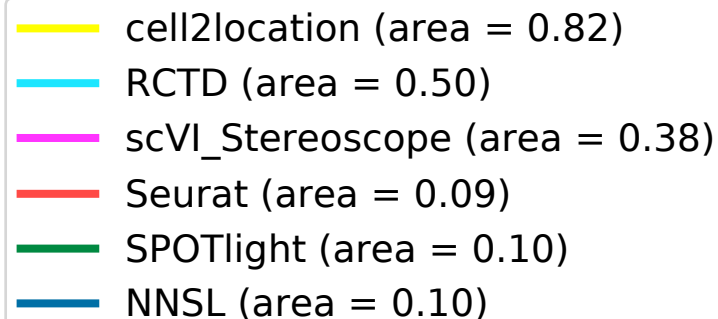 cell2location (area = 0.82)
RCTD (area = 0.50)
scVI_Stereoscope (area = 0.38)
Seurat (area = 0.09)
SPOTlight (area = 0.10)
NNSL (area = 0.10)